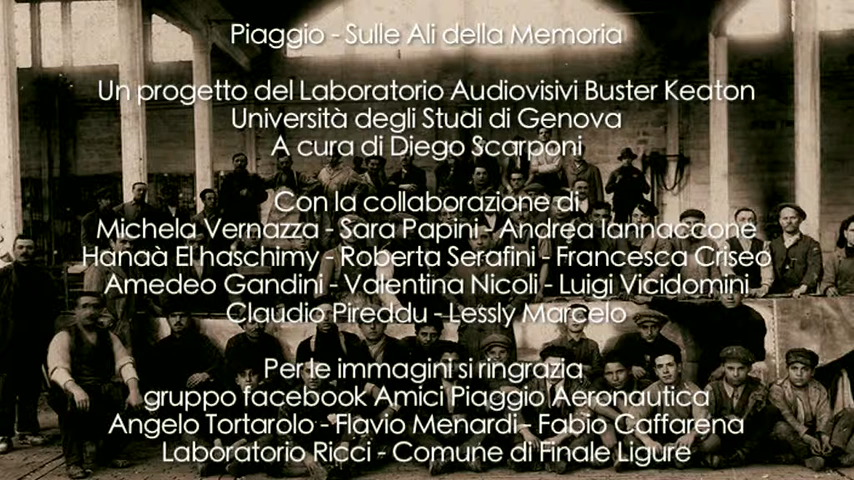 Piaggio - Sulle Ali della Memoria
Un progetto del Laboratorio Audiovisivi Buster Keaton
Università degli Studi di Genova
A cura di Diego Scarponi
Con la collaborazione di
Michela Vernazza - Sara Papini - Andrea Iannaccone
Hanaà El haschimy - Roberta Serafini - Francesca Criseo
Amedeo Gandini - Valentina Nicoli - Luigi Vicidomini
Claudio Pireddu - Lessly Marcelo
Per le immagini si ringrazia
gruppo facebook Amici Piaggio Aeronautica
Angelo Tortarolo - Flavio Menardi - Fabio Caffarena
Laboratorio Ricci - Comune di Finale Ligure